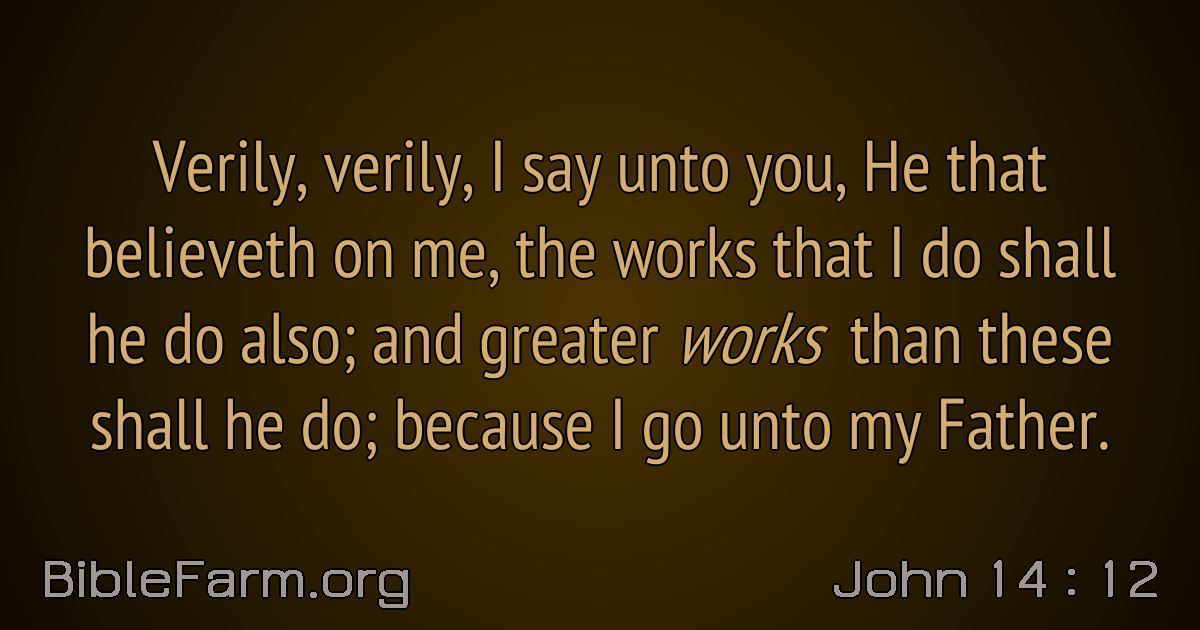 Verily, verily, I say unto you, He that
believeth on me, the works that I do shall
he do also; and greater works than these
shall he do; because I go unto my Father.
BibleFarm.org
John 14 : 12